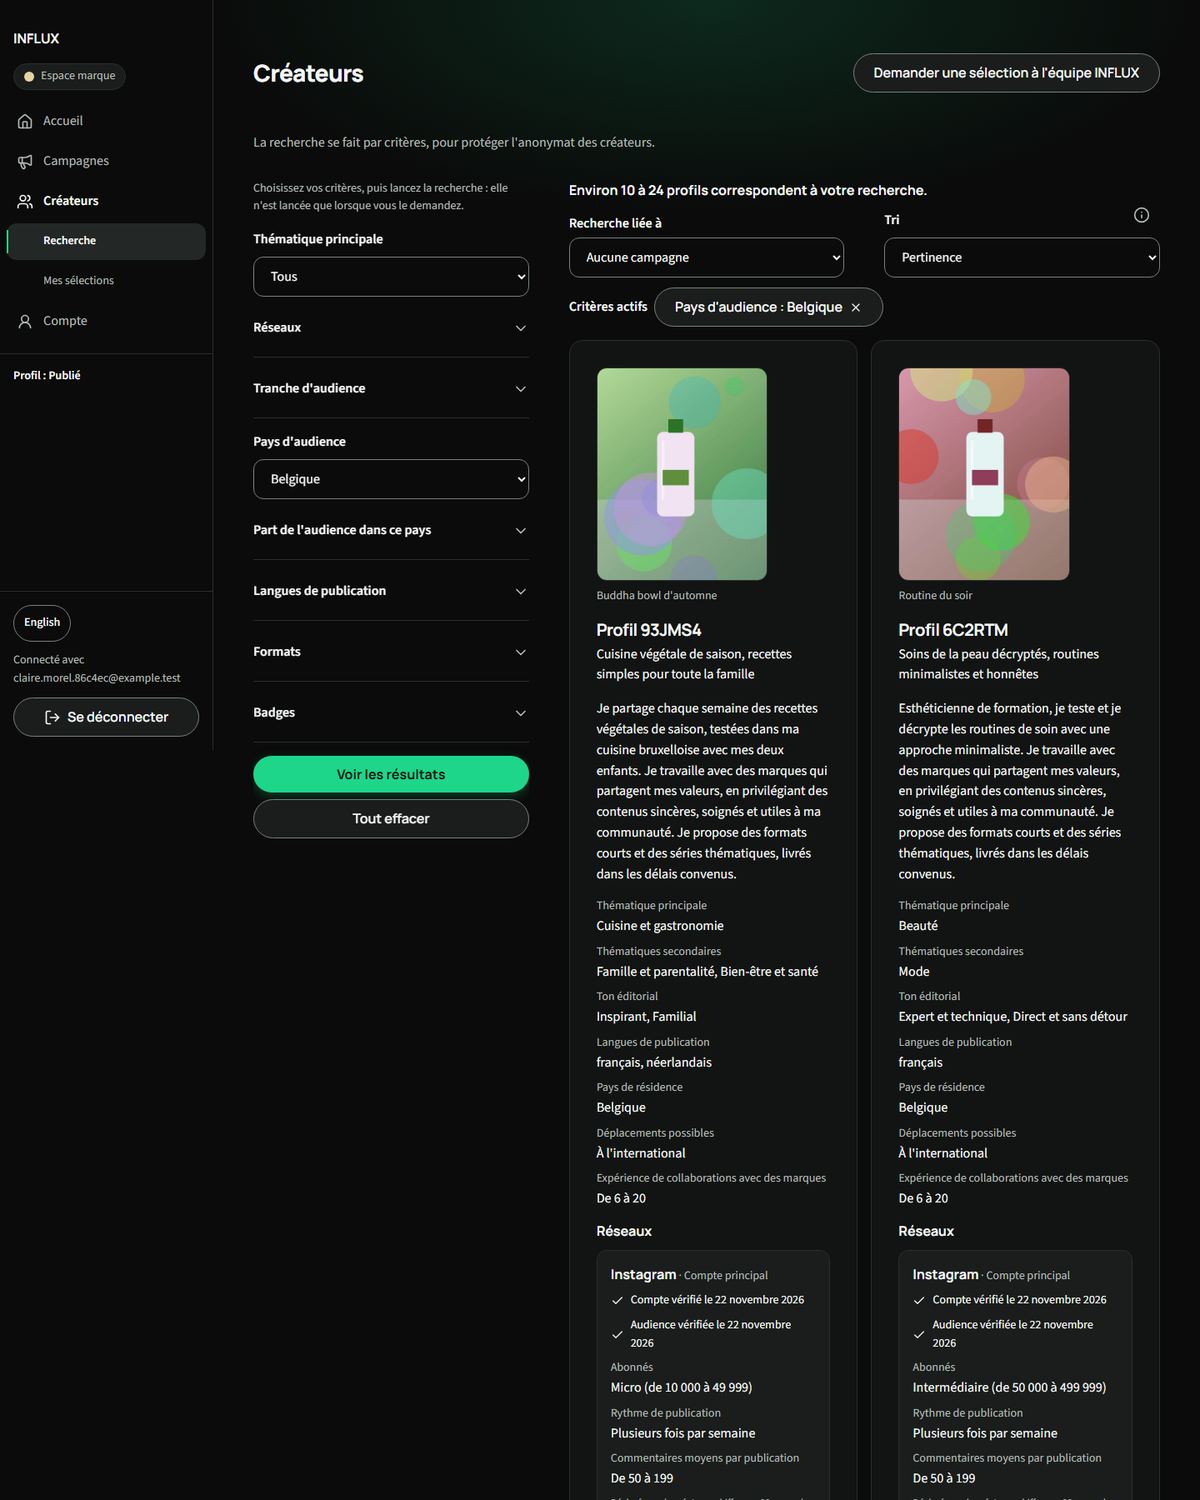 INFLUX
Espace marque
Accueil
Campagnes
Créateurs
Recherche
Mes sélections
Compte
Profil : Publié
English
Connecté avec
claire.morel.86c4ec@example.test
Se déconnecter
Créateurs
Demander une sélection à l'équipe INFLUX
La recherche se fait par critères, pour protéger l'anonymat des créateurs.
Choisissez vos critères, puis lancez la recherche : elle
n'est lancée que lorsque vous le demandez.
Thématique principale
Tous
Réseaux
Tranche d'audience
Pays d'audience
Belgique
Part de l'audience dans ce pays
Langues de publication
Formats
Badges
Voir les résultats
Tout effacer
Environ 10 à 24 profils correspondent à votre recherche.
Recherche liée à
Aucune campagne
Tri
Pertinence
Critères actifs
Pays d'audience : Belgique
Buddha bowl d'automne
Profil 93JMS4
Cuisine végétale de saison, recettes
simples pour toute la famille
Je partage chaque semaine des recettes
végétales de saison, testées dans ma
cuisine bruxelloise avec mes deux
enfants. Je travaille avec des marques qui
partagent mes valeurs, en privilégiant des
contenus sincères, soignés et utiles à ma
communauté. Je propose des formats
courts et des séries thématiques, livrés
dans les délais convenus.
Thématique principale
Cuisine et gastronomie
Thématiques secondaires
Famille et parentalité, Bien-être et santé
Ton éditorial
Inspirant, Familial
Langues de publication
français, néerlandais
Pays de résidence
Belgique
Déplacements possibles
À l'international
Expérience de collaborations avec des marques
De 6 à 20
Réseaux
Instagram · Compte principal
Compte vérifié le 22 novembre 2026
Audience vérifiée le 22 novembre
2026
Abonnés
Micro (de 10 000 à 49 999)
Rythme de publication
Plusieurs fois par semaine
Commentaires moyens par publication
De 50 à 199
Routine du soir
Profil 6C2RTM
Soins de la peau décryptés, routines
minimalistes et honnêtes
Esthéticienne de formation, je teste et je
décrypte les routines de soin avec une
approche minimaliste. Je travaille avec
des marques qui partagent mes valeurs,
en privilégiant des contenus sincères,
soignés et utiles à ma communauté. Je
propose des formats courts et des séries
thématiques, livrés dans les délais
convenus.
Thématique principale
Beauté
Thématiques secondaires
Mode
Ton éditorial
Expert et technique, Direct et sans détour
Langues de publication
français
Pays de résidence
Belgique
Déplacements possibles
À l'international
Expérience de collaborations avec des marques
De 6 à 20
Réseaux
Instagram · Compte principal
Compte vérifié le 22 novembre 2026
Audience vérifiée le 22 novembre
2026
Abonnés
Intermédiaire (de 50 000 à 499 999)
Rythme de publication
Plusieurs fois par semaine
Commentaires moyens par publication
De 50 à 199